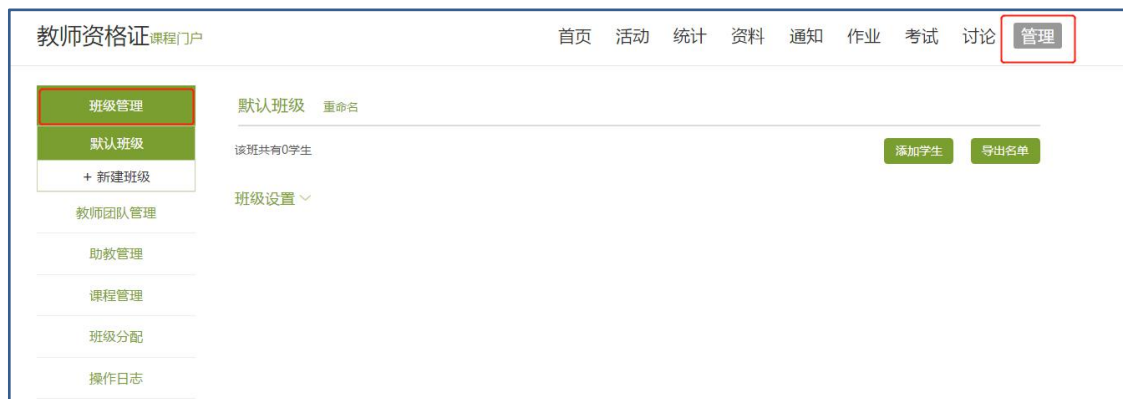 教师资格证课程门户
首页 活动 统计 资料 通知 作业 考试 讨论 管理
班级管理
默认班级
+ 新建班级
教师团队管理
助教管理
课程管理
班级分配
操作日志
默认班级 重命名
该班共有0学生
添加学生 导出名单
班级设置